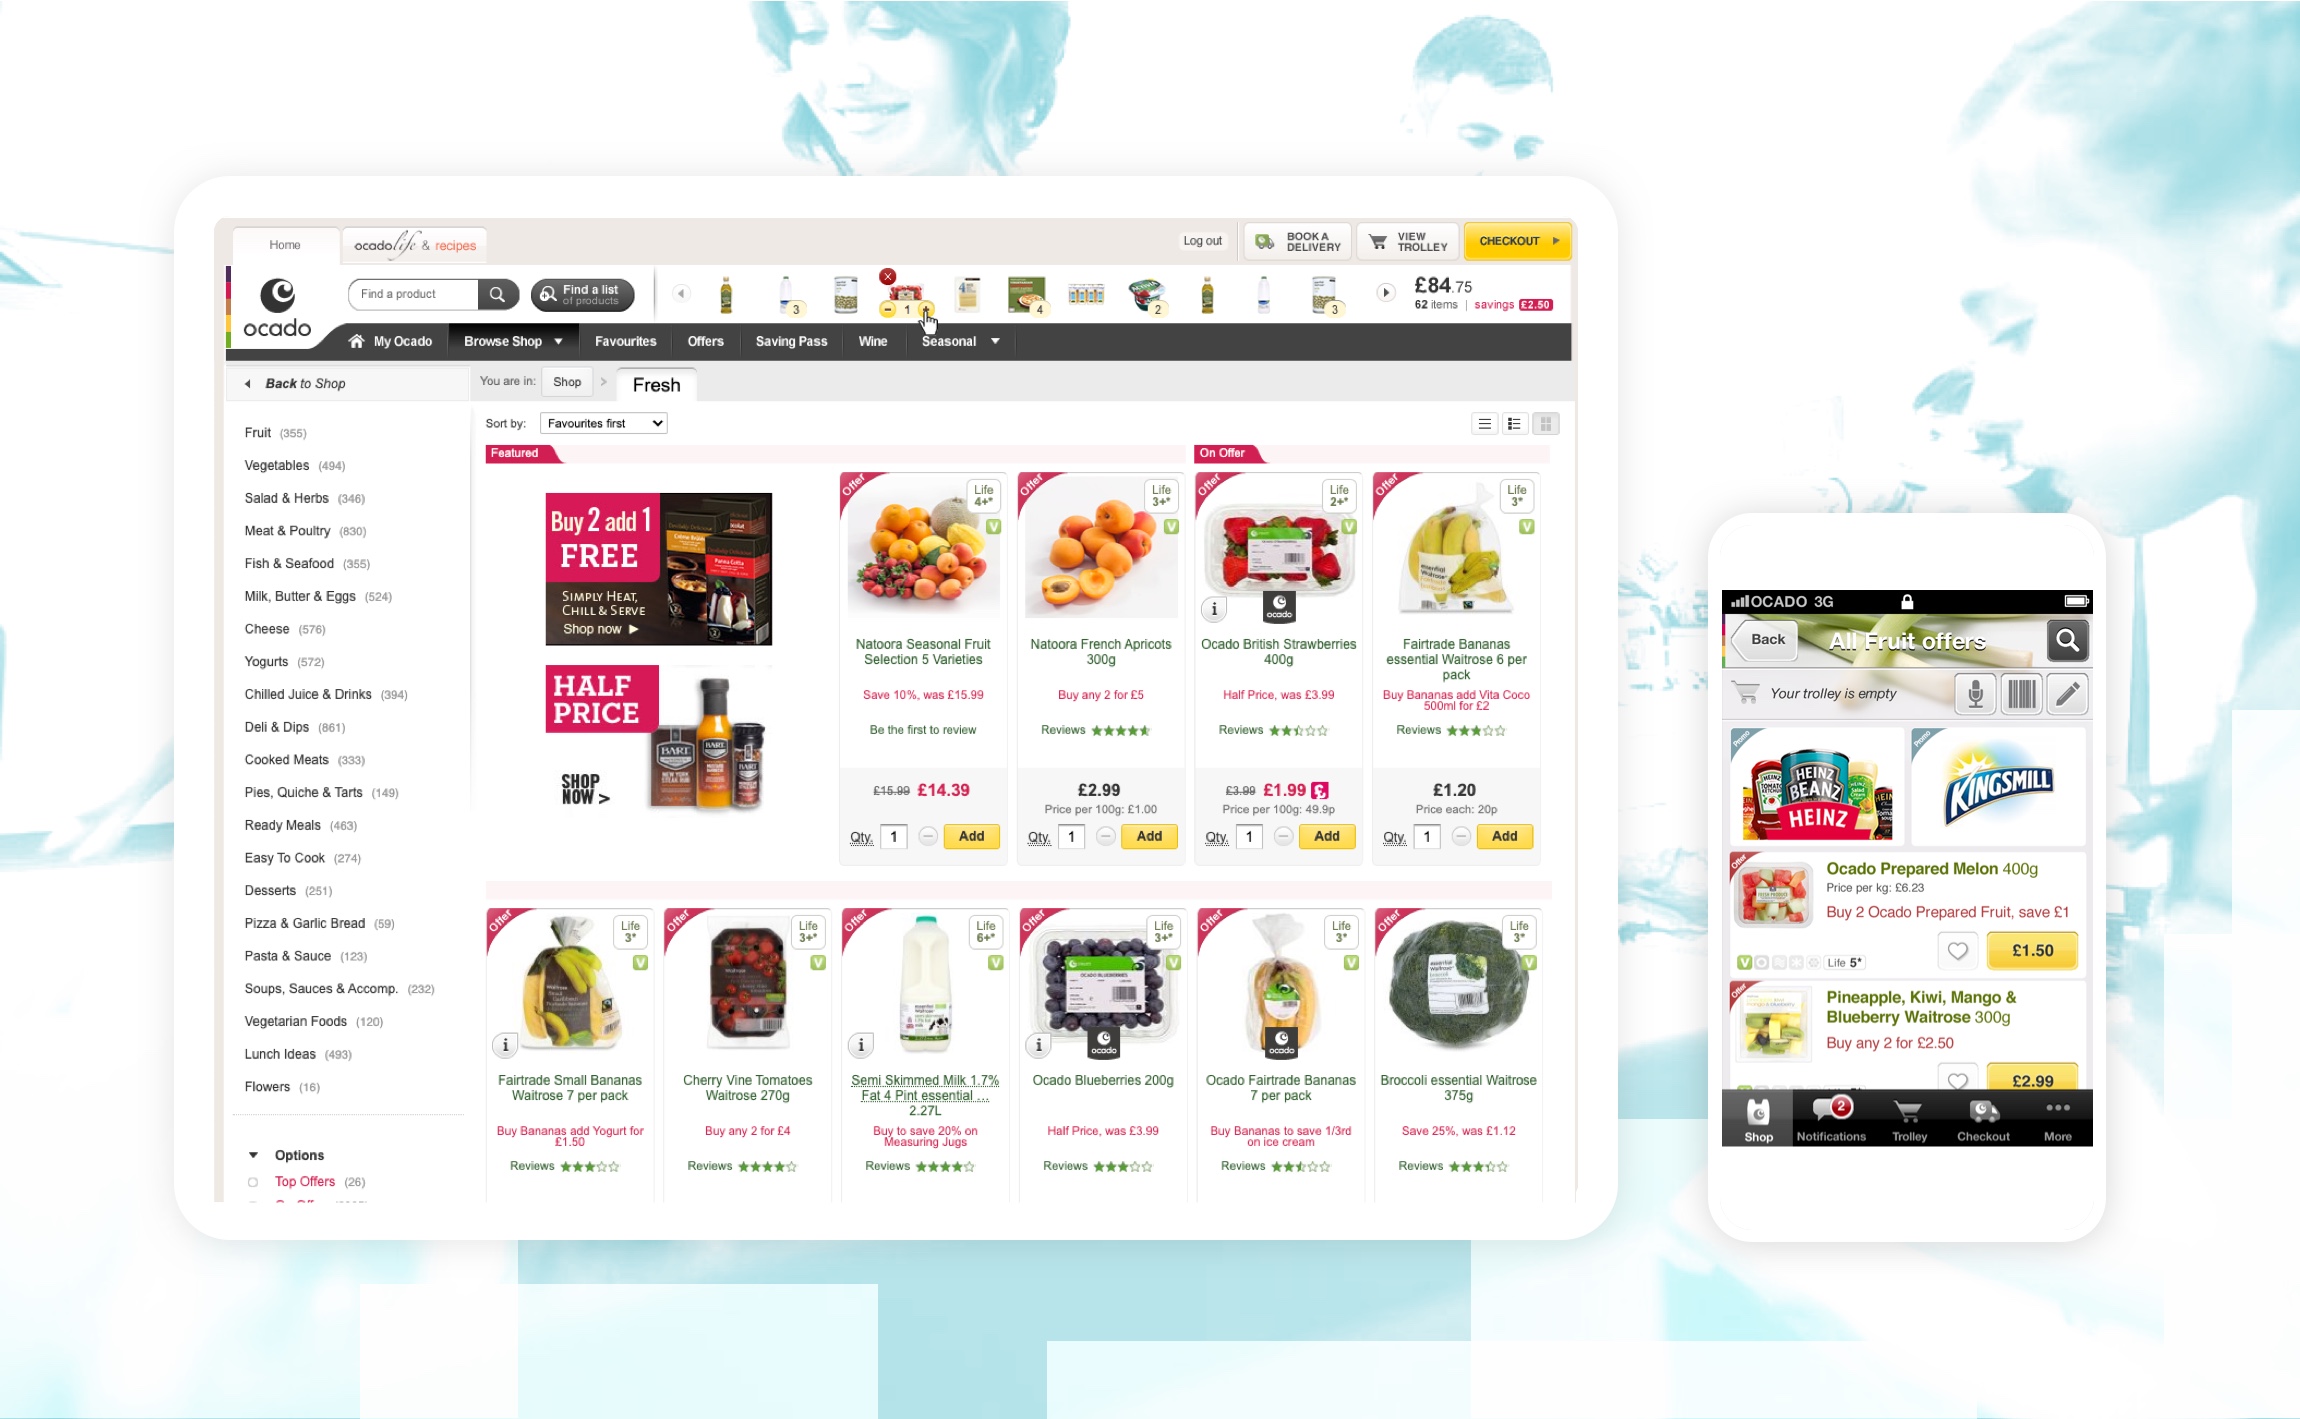 Home
ocadolife & recipes
Log out
BOOK A DELIVERY
VIEW TROLLEY
CHECKOUT
ocado
Find a product
Find a list
of products
3
1
4
2
3
£84.75
62 items | savings £2.50
My Ocado
Browse Shop
Favourites
Offers
Saving Pass
Wine
Seasonal
Back to Shop
You are in:
Shop
Fresh
Fruit (355)
Vegetables (494)
Salad & Herbs (346)
Meat & Poultry (830)
Fish & Seafood (355)
Milk, Butter & Eggs (524)
Cheese (576)
Yogurts (572)
Chilled Juice & Drinks (394)
Deli & Dips (861)
Cooked Meats (333)
Pies, Quiche & Tarts (149)
Ready Meals (463)
Easy To Cook (274)
Desserts (251)
Pizza & Garlic Bread (59)
Pasta & Sauce (123)
Soups, Sauces & Accomp. (232)
Vegetarian Foods (120)
Lunch Ideas (493)
Flowers (16)
Options
Top Offers (26)
Sort by:
Favourites first
Featured
On Offer
Buy 2 add 1
FREE
SIMPLY HEAT,
CHILL & SERVE
Shop now
HALF
PRICE
BART
BART
BART
SHOP
NOW >
Offer
Life
4+*
V
Natoora Seasonal Fruit
Selection 5 Varieties
Save 10%, was £15.99
Be the first to review
£15.99 £14.39
Qty. 1 Add
Offer
Life
3+*
V
Natoora French Apricots
300g
Buy any 2 for £5
Reviews
£2.99
Price per 100g: £1.00
Qty. 1 Add
Offer
Life
2+*
V
i
ocado
Ocado British Strawberries
400g
Half Price, was £3.99
Reviews
£3.99 £1.99
Price per 100g: 49.9p
Qty. 1 Add
Offer
Life
3*
V
essential
Waitrose
Fairtrade Bananas
essential Waitrose 6 per
pack
Buy Bananas add Vita Coco
500ml for £2
Reviews
£1.20
Price each: 20p
Qty. 1 Add
Offer
Life
3*
V
i
Fairtrade Small Bananas
Waitrose 7 per pack
Buy Bananas add Yogurt for
£1.50
Reviews
Offer
Life
3+*
V
Cherry Vine Tomatoes
Waitrose 270g
Buy any 2 for £4
Reviews
Offer
Life
6+*
V
i
Semi Skimmed Milk 1.7%
Fat 4 Pint essential ...
2.27L
Buy to save 20% on
Measuring Jugs
Reviews
Offer
Life
3+*
V
OCADO BLUEBERRIES
i
ocado
Ocado Blueberries 200g
Half Price, was £3.99
Reviews
Offer
Life
3*
V
ocado
Ocado Fairtrade Bananas
7 per pack
Buy Bananas to save 1/3rd
on ice cream
Reviews
Offer
Life
3*
V
Broccoli essential Waitrose
375g
Save 25%, was £1.12
Reviews
OCADO 3G
Back
All Fruit offers
Your trolley is empty
Promo
HEINZ
BEANZ
HEINZ
Promo
KINGSMILL
Offer
Ocado Prepared Melon 400g
Price per kg: £6.23
Buy 2 Ocado Prepared Fruit, save £1
V
Life 5*
£1.50
Offer
Pineapple, Kiwi, Mango &
Blueberry Waitrose 300g
Buy any 2 for £2.50
£2.99
2
Shop
Notifications
Trolley
Checkout
More